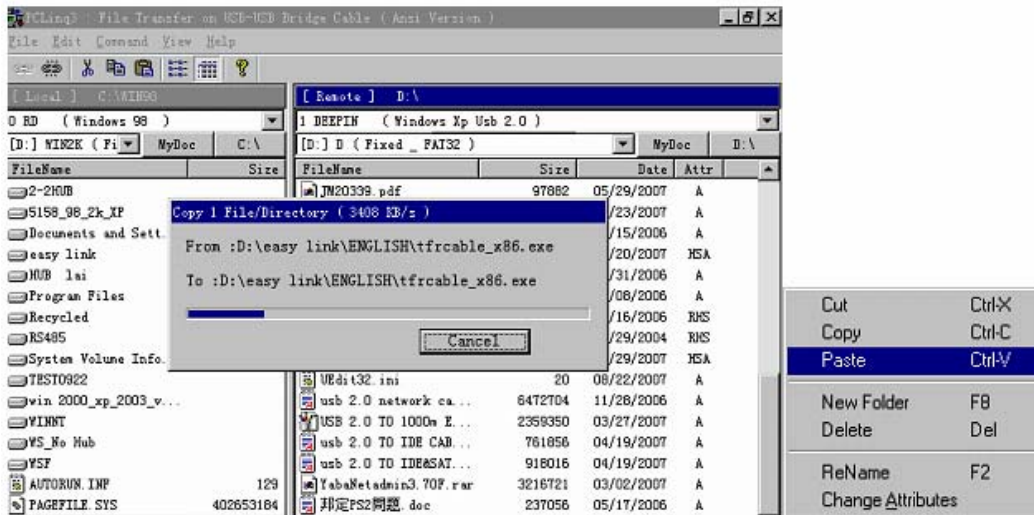 PCLinq3 : File Transfer on USB-USB Bridge Cable ( Ansi Version )
File Edit Command View Help
[ Local ] C:\WIN98
[ Remote ] D:\
0 RD ( Windows 98 )
1 DEEPIN ( Windows Xp Usb 2.0 )
[D:] WIN2K ( Fi MyDoc C:\
[D:] D ( Fixed _ FAT32 ) MyDoc D:\
FileName Size
FileName Size Date Attr
2-2HUB
JM20339.pdf 97882 05/29/2007 A
5158_98_2k_XP
/23/2007 A
Documents and Sett.
/15/2006 A
easy link
/20/2007 HSA
HUB lai
/31/2006 A
Program Files
/08/2006 A
Recycled
/16/2006 RHS
RS485
/29/2004 RHS
System Volume Info.
/29/2007 HSA
TEST0922
UEdit32.ini 20 08/22/2007 A
win 2000_xp_2003_v...
usb 2.0 network ca... 6472704 11/28/2006 A
WINNT
USB 2.0 TO 1000m E... 2359350 03/27/2007 A
WS_No Hub
usb 2.0 TO IDE CAB... 761856 04/19/2007 A
WSF
usb 2.0 TO IDE&SAT... 918016 04/19/2007 A
AUTORUN.INF 129
YabaNetadmin3.70F.rar 3216721 03/02/2007 A
PAGEFILE.SYS 402653184
邦定PS2問題.doc 237056 05/17/2006 A
Copy 1 File/Directory ( 3408 KB/s )
From :D:\easy link\ENGLISH\tfrcable_x86.exe
To :D:\easy link\ENGLISH\tfrcable_x86.exe
Cancel
Cut Ctrl-X
Copy Ctrl-C
Paste Ctrl-V
New Folder F8
Delete Del
ReName F2
Change Attributes